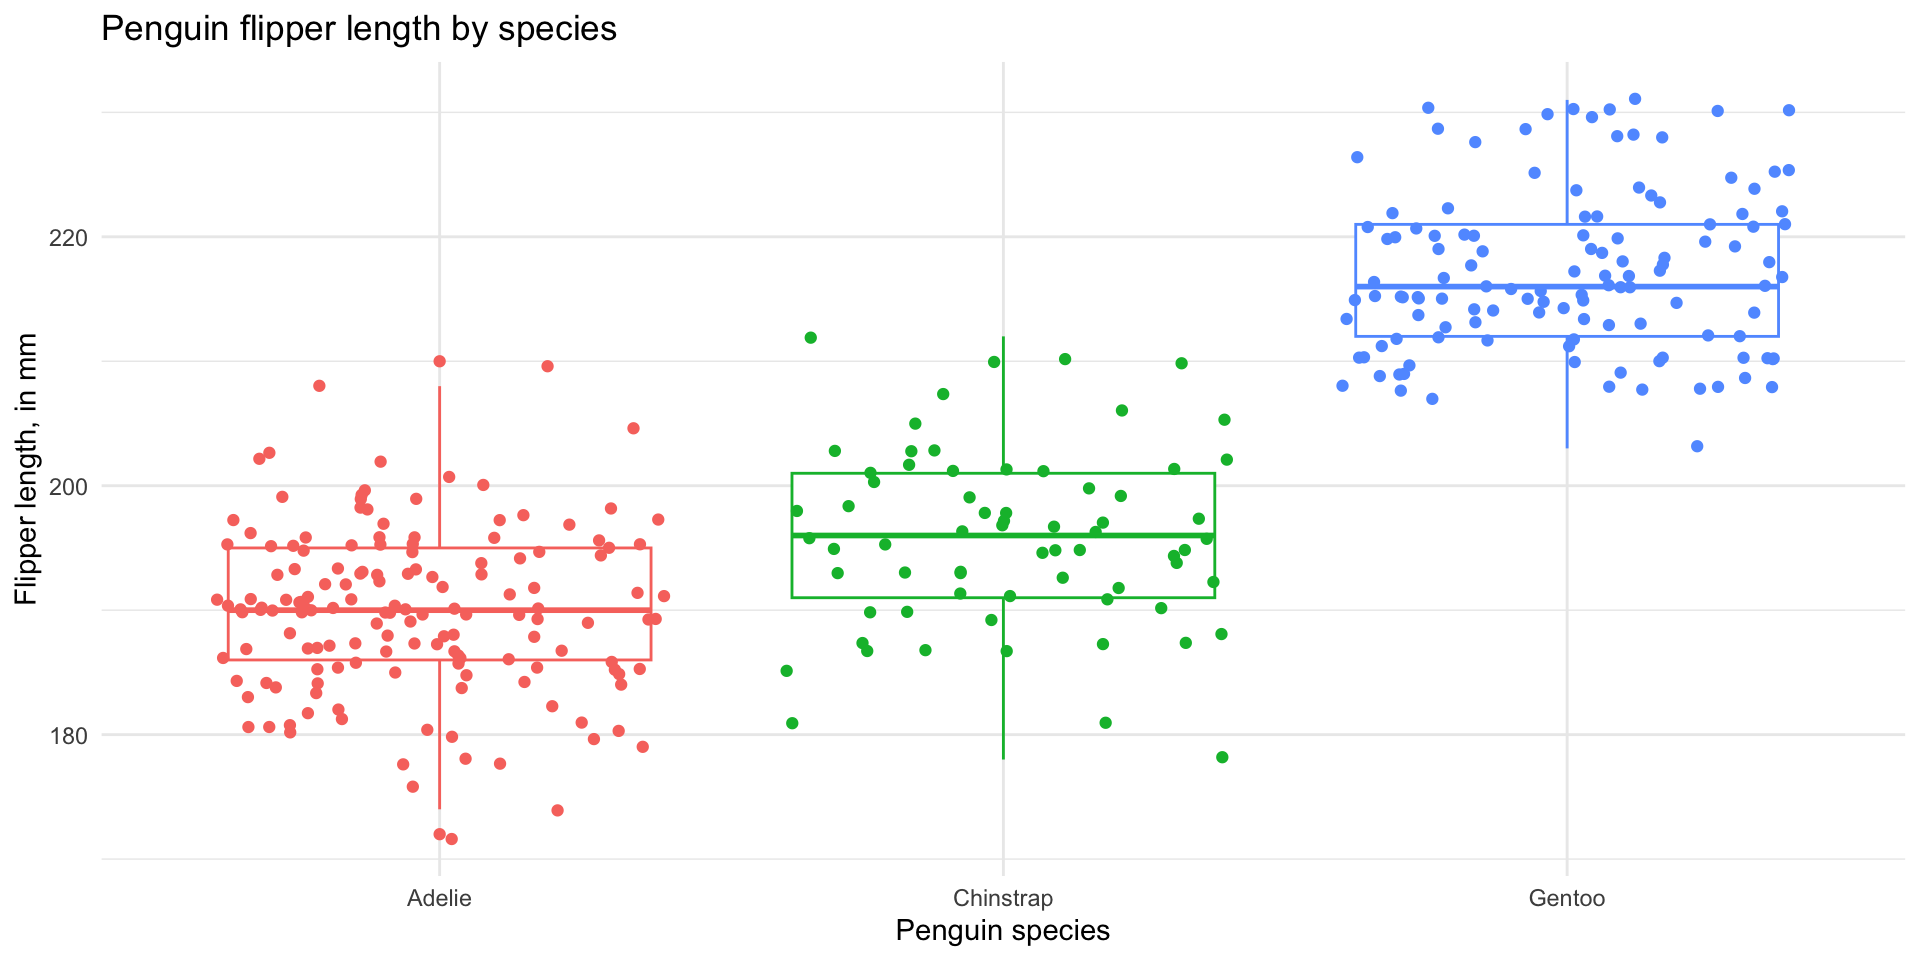 Penguin flipper length by species
Flipper length, in mm
220
200
180
Adelie
Chinstrap
Gentoo
Penguin species